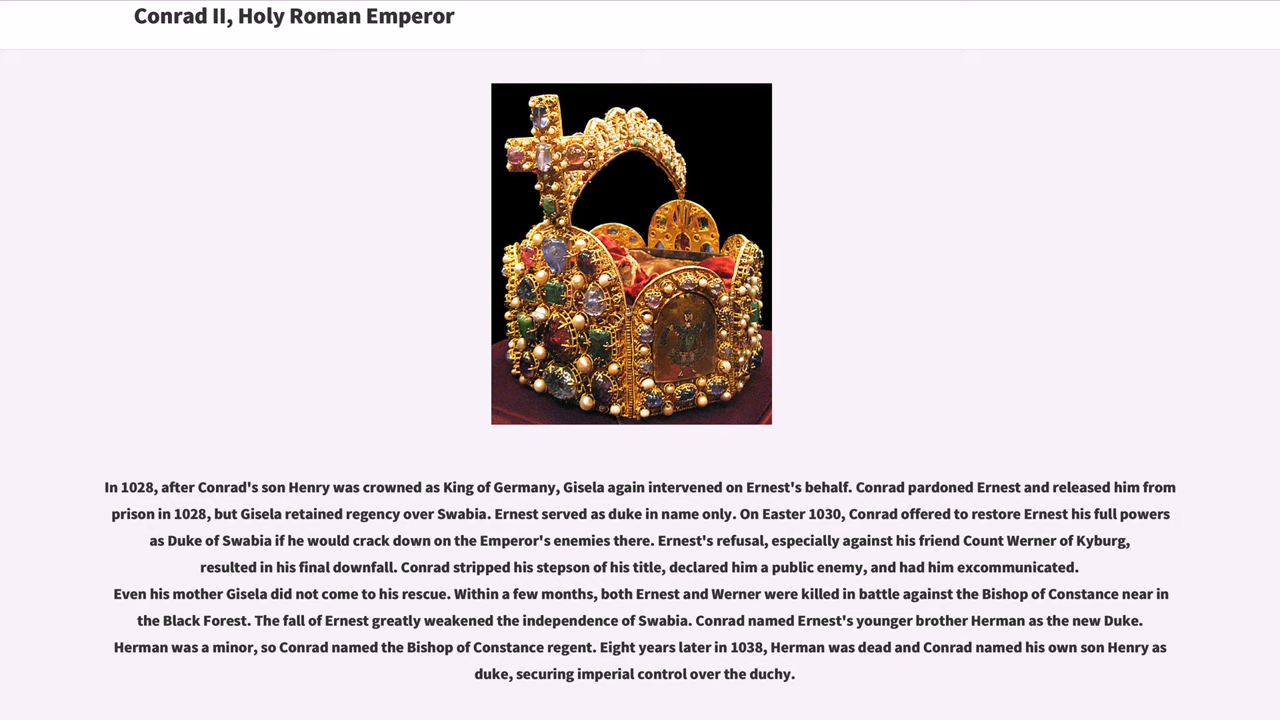 Conrad II, Holy Roman Emperor
In 1028, after Conrad's son Henry was crowned as King of Germany, Gisela again intervened on Ernest's behalf. Conrad pardoned Ernest and released him from
prison in 1028, but Gisela retained regency over Swabia. Ernest served as duke in name only. On Easter 1030, Conrad offered to restore Ernest his full powers
as Duke of Swabia if he would crack down on the Emperor's enemies there. Ernest's refusal, especially against his friend Count Werner of Kyburg,
resulted in his final downfall. Conrad stripped his stepson of his title, declared him a public enemy, and had him excommunicated.
Even his mother Gisela did not come to his rescue. Within a few months, both Ernest and Werner were killed in battle against the Bishop of Constance near in
the Black Forest. The fall of Ernest greatly weakened the independence of Swabia. Conrad named Ernest's younger brother Herman as the new Duke.
Herman was a minor, so Conrad named the Bishop of Constance regent. Eight years later in 1038, Herman was dead and Conrad named his own son Henry as
duke, securing imperial control over the duchy.